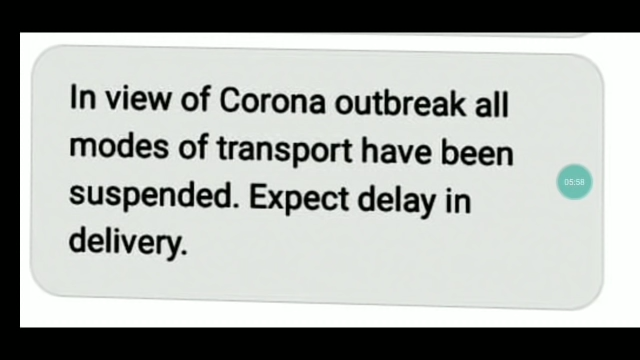 In view of Corona outbreak all
modes of transport have been
suspended. Expect delay in
delivery.
05:58